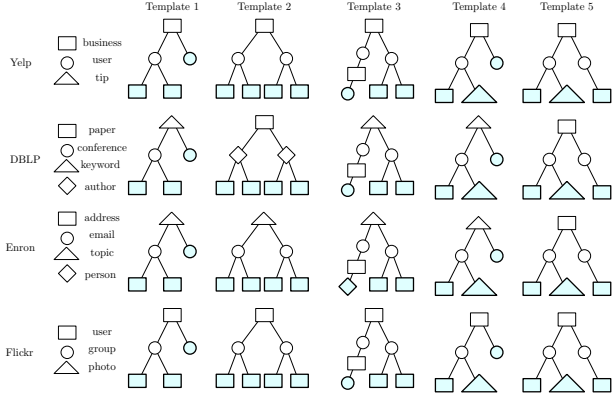 Template 1 Template 2 Template 3 Template 4 Template 5
Yelp
business
user
tip
DBLP
paper
conference
keyword
author
Enron
address
email
topic
person
Flickr
user
group
photo